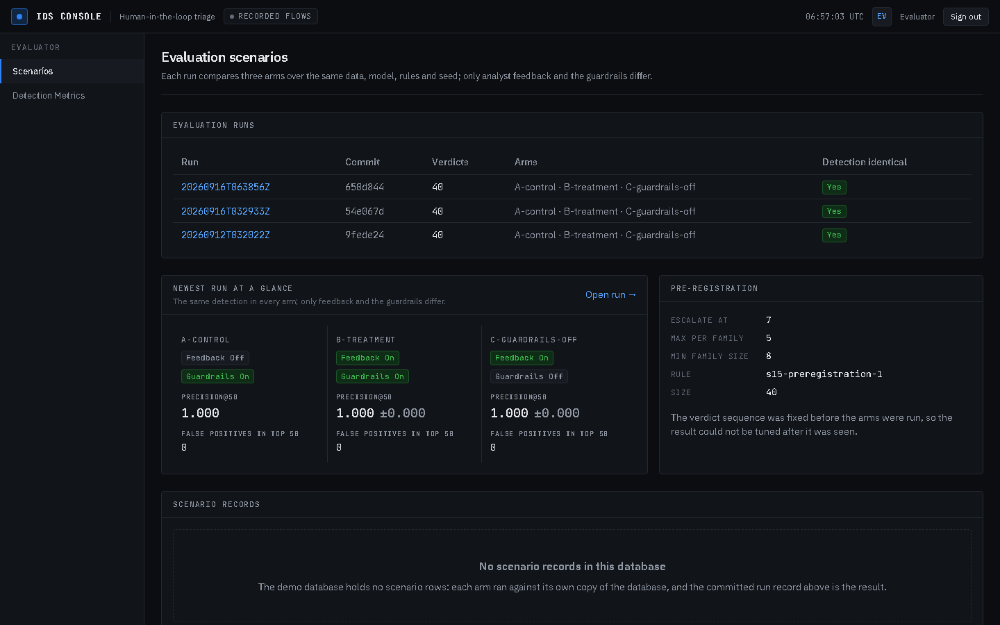 IDS CONSOLE
Human-in-the-loop triage
RECORDED FLOWS
06:57:03 UTC
EV
Evaluator
Sign out
EVALUATOR
Scenarios
Detection Metrics
Evaluation scenarios
Each run compares three arms over the same data, model, rules and seed; only analyst feedback and the guardrails differ.
EVALUATION RUNS
Run Commit Verdicts Arms Detection identical
20260916T063856Z 650d844 40 A-control · B-treatment · C-guardrails-off Yes
20260916T032933Z 54e067d 40 A-control · B-treatment · C-guardrails-off Yes
20260912T032022Z 9fede24 40 A-control · B-treatment · C-guardrails-off Yes
NEWEST RUN AT A GLANCE
The same detection in every arm; only feedback and the guardrails differ.
Open run →
A-CONTROL
Feedback Off
Guardrails On
PRECISION@50
1.000
FALSE POSITIVES IN TOP 50
0
B-TREATMENT
Feedback On
Guardrails On
PRECISION@50
1.000 ±0.000
FALSE POSITIVES IN TOP 50
0
C-GUARDRAILS-OFF
Feedback On
Guardrails Off
PRECISION@50
1.000 ±0.000
FALSE POSITIVES IN TOP 50
0
PRE-REGISTRATION
ESCALATE AT 7
MAX PER FAMILY 5
MIN FAMILY SIZE 8
RULE s15-preregistration-1
SIZE 40
The verdict sequence was fixed before the arms were run, so the
result could not be tuned after it was seen.
SCENARIO RECORDS
No scenario records in this database
The demo database holds no scenario rows: each arm ran against its own copy of the database, and the committed run record above is the result.